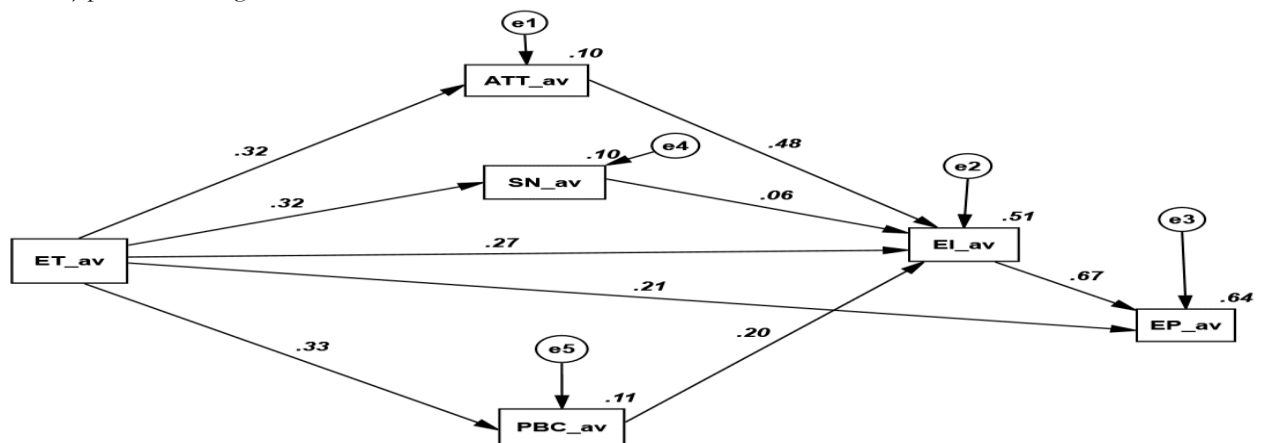 e1
.10
ATT_av
.32
.48
.10
e4
SN_av
.32
.06
e2
.51
EI_av
e3
ET_av
.27
.21
.67
.64
EP_av
.33
e5
.20
.11
PBC_av